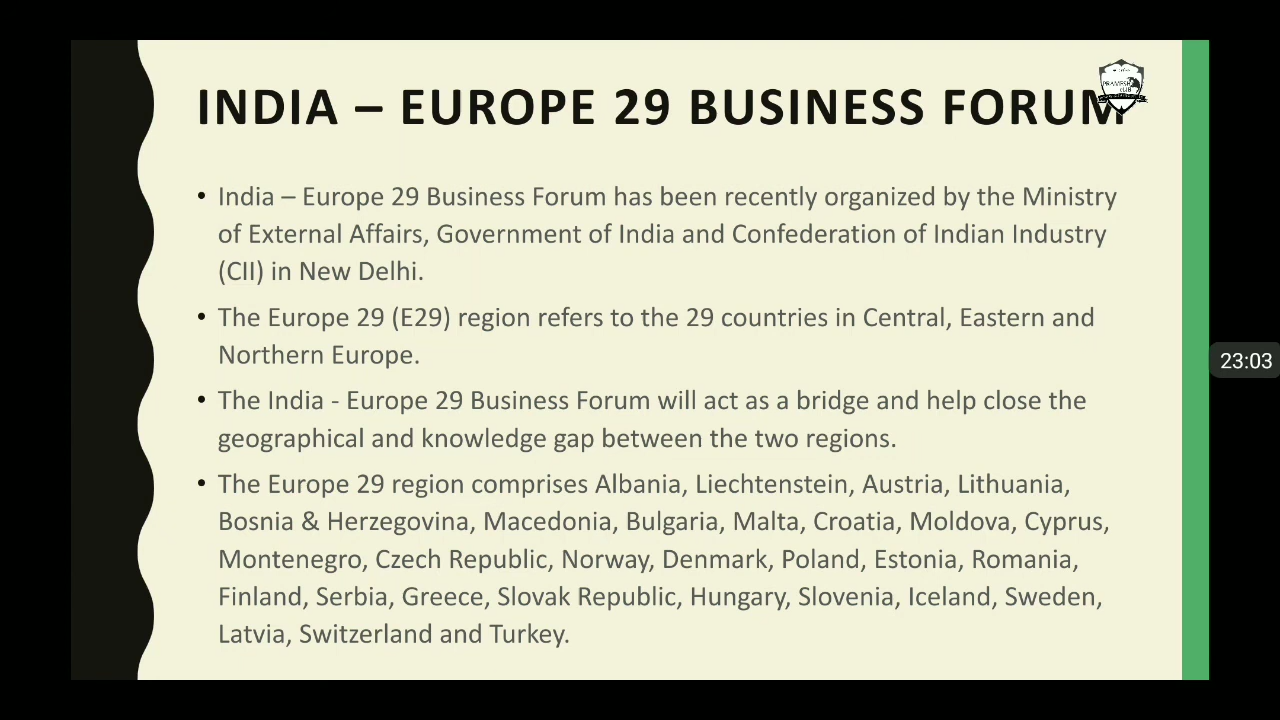 INDIA – EUROPE 29 BUSINESS FORUM
• India – Europe 29 Business Forum has been recently organized by the Ministry
of External Affairs, Government of India and Confederation of Indian Industry
(CII) in New Delhi.
• The Europe 29 (E29) region refers to the 29 countries in Central, Eastern and
Northern Europe.
• The India - Europe 29 Business Forum will act as a bridge and help close the
geographical and knowledge gap between the two regions.
• The Europe 29 region comprises Albania, Liechtenstein, Austria, Lithuania,
Bosnia & Herzegovina, Macedonia, Bulgaria, Malta, Croatia, Moldova, Cyprus,
Montenegro, Czech Republic, Norway, Denmark, Poland, Estonia, Romania,
Finland, Serbia, Greece, Slovak Republic, Hungary, Slovenia, Iceland, Sweden,
Latvia, Switzerland and Turkey.
23:03